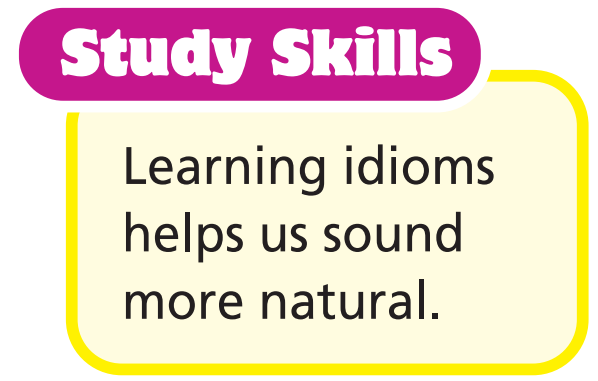 Study Skills
Learning idioms
helps us sound
more natural.